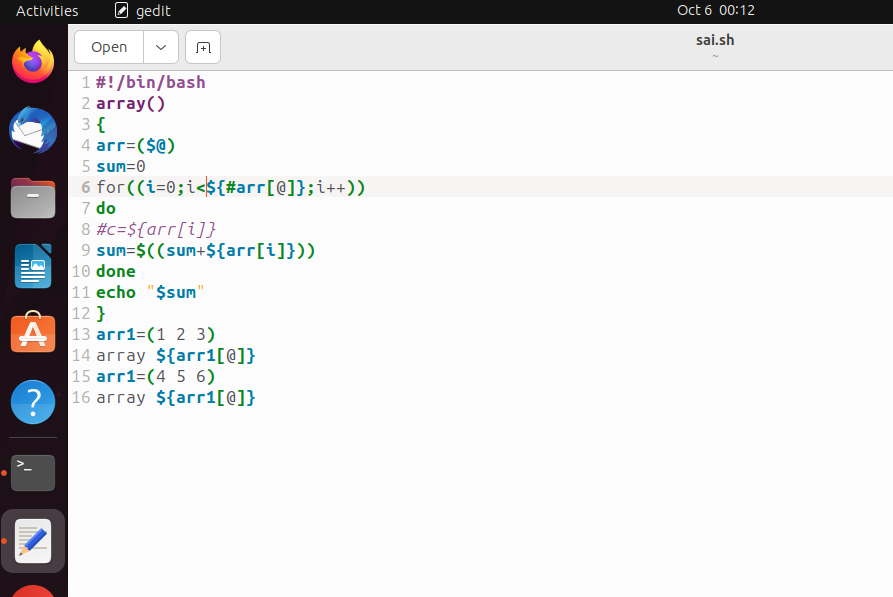 Activities gedit Oct 6 00:12
Open sai.sh
~
1 #!/bin/bash
2 array()
3 {
4 arr=($@)
5 sum=0
6 for((i=0;i<${#arr[@]};i++))
7 do
8 #c=${arr[i]}
9 sum=$((sum+${arr[i]}))
10 done
11 echo "$sum"
12 }
13 arr1=(1 2 3)
14 array ${arr1[@]}
15 arr1=(4 5 6)
16 array ${arr1[@]}